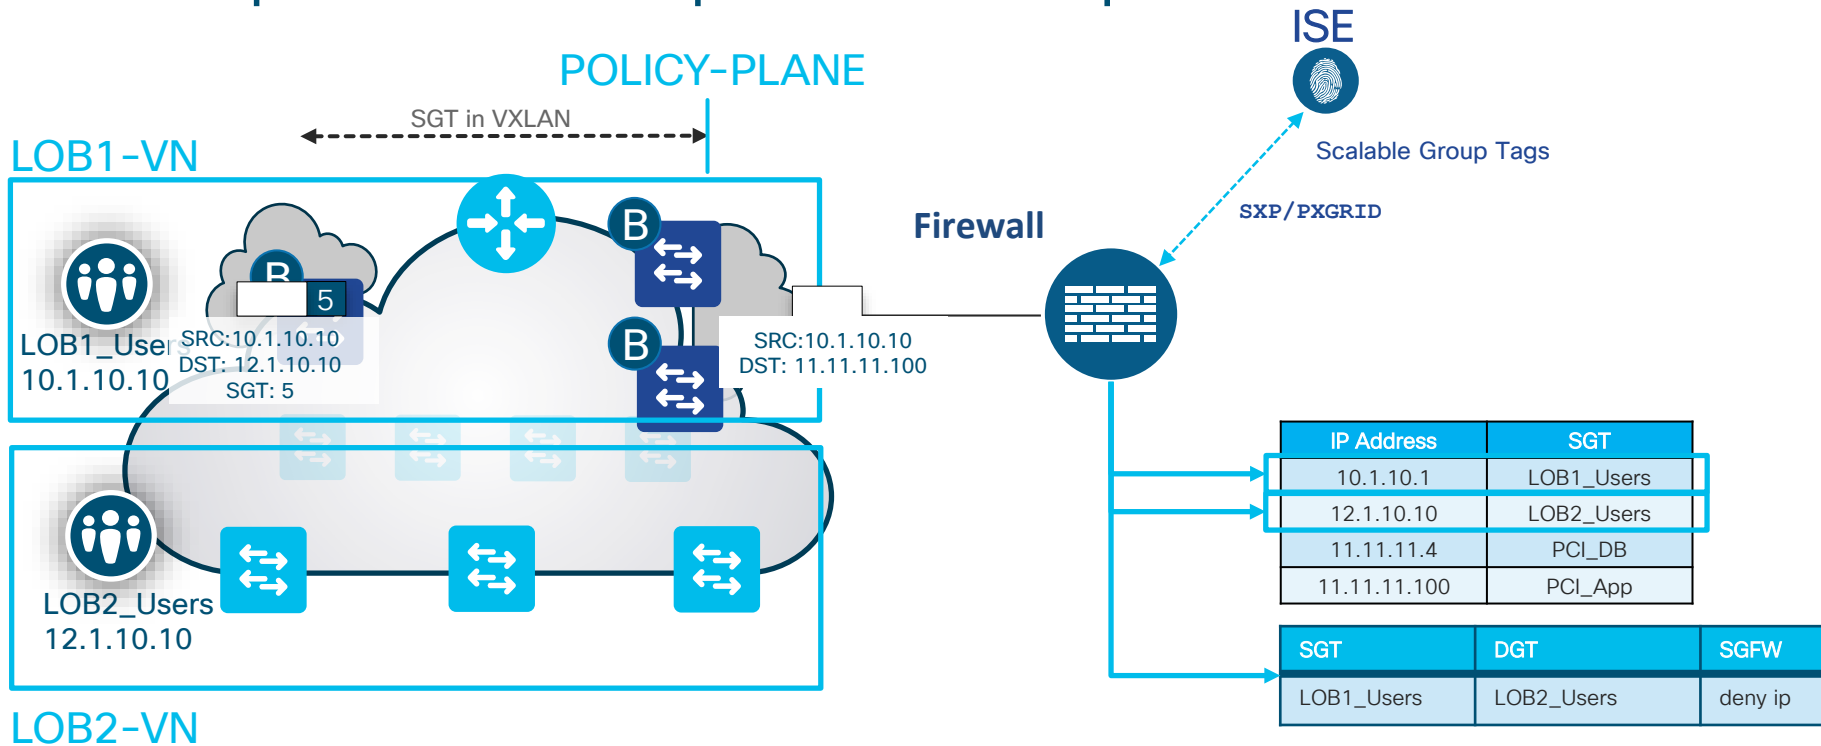 ISE
POLICY-PLANE
SGT in VXLAN
Scalable Group Tags
SXP/PXGRID
LOB1-VN
Firewall
B
B
B
5
LOB1_User
10.1.10.10
SRC:10.1.10.10
DST: 12.1.10.10
SGT: 5
SRC:10.1.10.10
DST: 11.11.11.100
LOB2_Users
12.1.10.10
LOB2-VN
IP Address SGT
10.1.10.1 LOB1_Users
12.1.10.10 LOB2_Users
11.11.11.4 PCI_DB
11.11.11.100 PCI_App
SGT DGT SGFW
LOB1_Users LOB2_Users deny ip